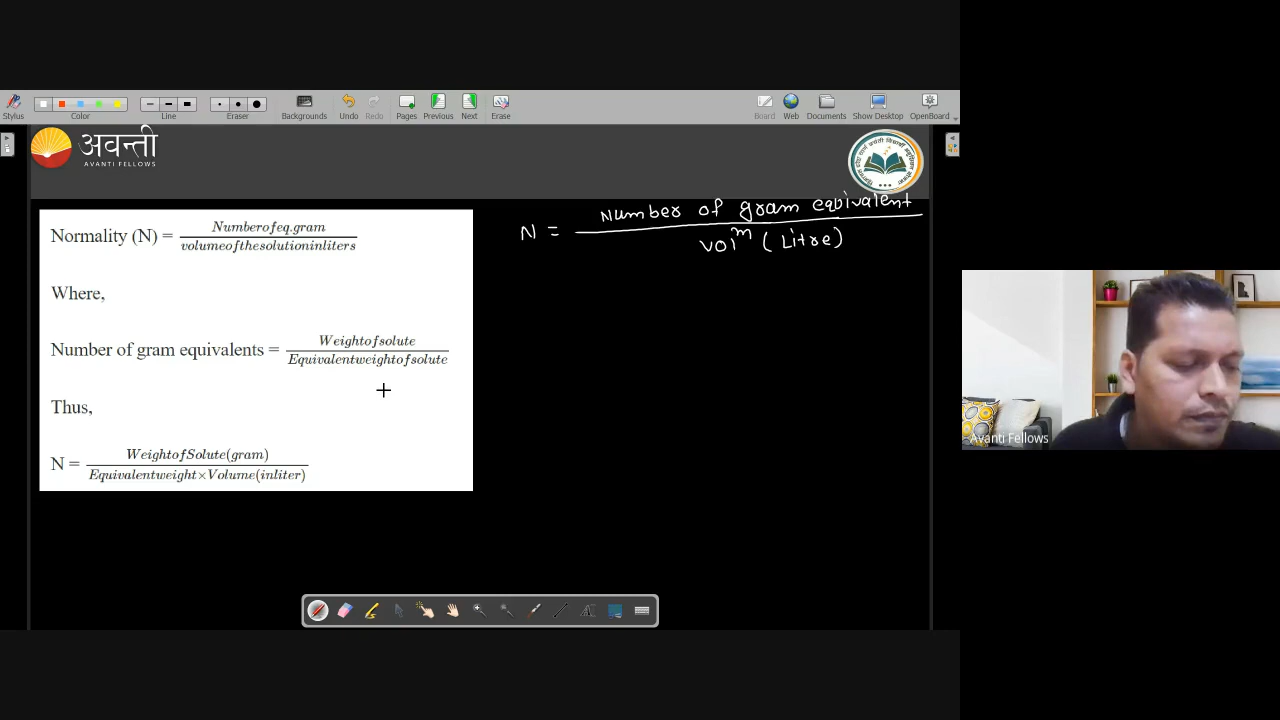 Stylus
Color
Line
Eraser
Backgrounds
Undo
Redo
Pages
Previous
Next
Erase
Board
Web
Documents
Show Desktop
OpenBoard
अवन्ती
AVANTI FELLOWS
Normality (N) = Numberofeq.gram
volumeofthesolutioninliters
Where,
Number of gram equivalents = Weightofsolute
Equivalentweightofsolute
Thus,
N = WeightofSolute(gram)
Equivalentweight×Volume(inliter)
N = Number of gram equivalent
Volm (Litre)
Avanti Fellows